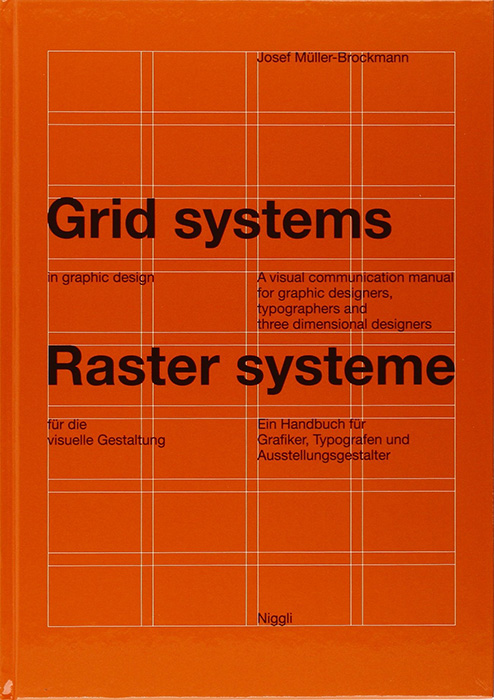 Josef Müller-Brockmann
Grid systems
in graphic design
A visual communication manual
for graphic designers,
typographers and
three dimensional designers
Raster systeme
für die
visuelle Gestaltung
Ein Handbuch für
Grafiker, Typografen und
Ausstellungsgestalter
Niggli